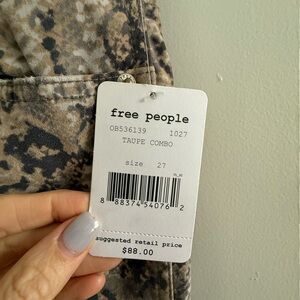 free people
OB536139 1027
TAUPE COMBO
size 27
8 88374 54076 2
suggested retail price
$88.00